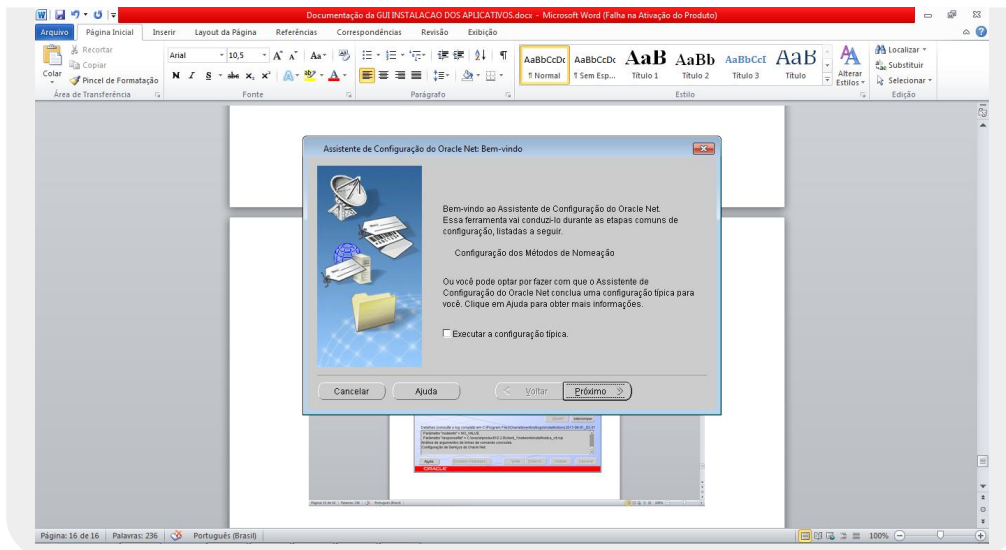 Documentação da GUI INSTALACAO DOS APLICATIVOS.docx - Microsoft Word (Falha na Ativação do Produto)
Arquivo Página Inicial Inserir Layout da Página Referências Correspondências Revisão Exibição
Colar
Recortar
Copiar
Pincel de Formatação
Área de Transferência
Arial 10,5
N I S abe x₂ x²
Fonte
Parágrafo
AaBbCcDc AaBbCcDc AaB AaBb AaBbCcI AaB
¶ Normal ¶ Sem Esp... Título 1 Título 2 Título 3 Título
Alterar Estilos
Estilo
Localizar
Substituir
Selecionar
Edição
Assistente de Configuração do Oracle Net: Bem-vindo
Bem-vindo ao Assistente de Configuração do Oracle Net.
Essa ferramenta vai conduzi-lo durante as etapas comuns de
configuração, listadas a seguir.
Configuração dos Métodos de Nomeação
Ou você pode optar por fazer com que o Assistente de
Configuração do Oracle Net conclua uma configuração típica para
você. Clique em Ajuda para obter mais informações.
Executar a configuração típica.
Cancelar Ajuda Voltar Próximo
ORACLE
Página: 16 de 16 Palavras: 236 Português (Brasil) 100%